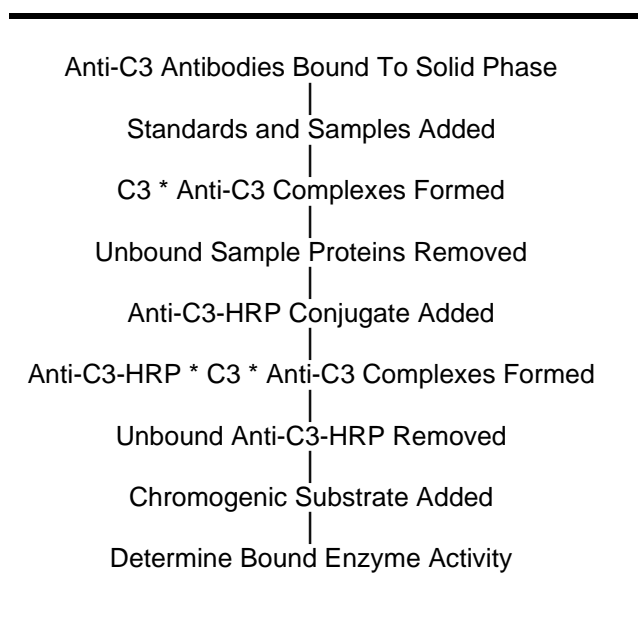 Anti-C3 Antibodies Bound To Solid Phase
Standards and Samples Added
C3 * Anti-C3 Complexes Formed
Unbound Sample Proteins Removed
Anti-C3-HRP Conjugate Added
Anti-C3-HRP * C3 * Anti-C3 Complexes Formed
Unbound Anti-C3-HRP Removed
Chromogenic Substrate Added
Determine Bound Enzyme Activity